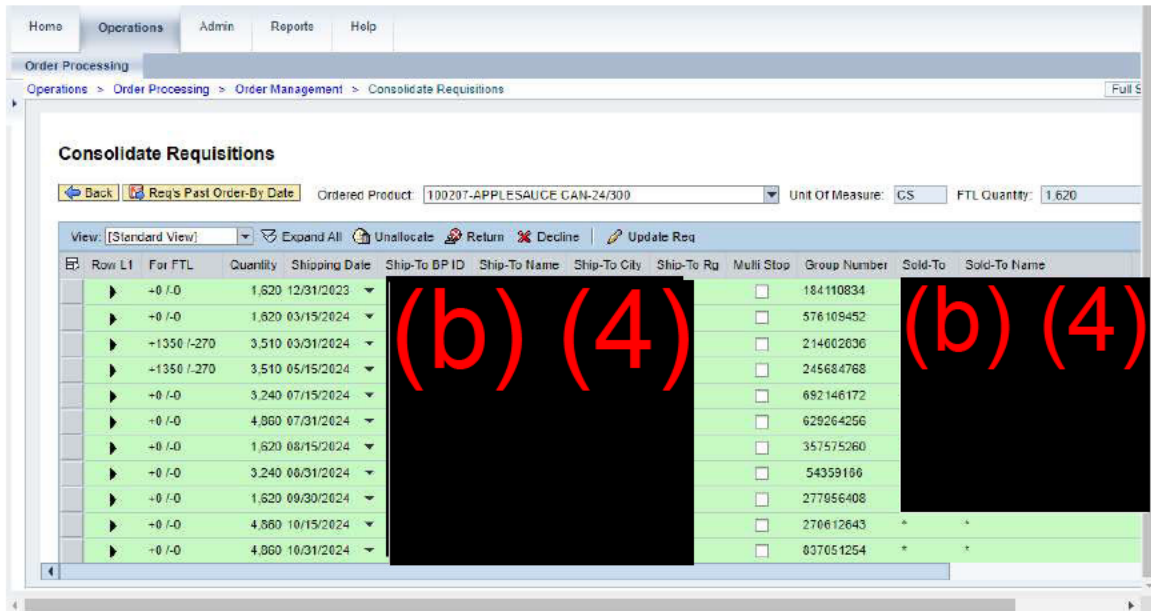 Home Operations Admin Reports Help
Order Processing
Operations > Order Processing > Order Management > Consolidate Requisitions Full S
Consolidate Requisitions
Back Req's Past Order-By Date Ordered Product: 100207-APPLESAUCE CAN-24/300 Unit Of Measure: CS FTL Quantity: 1,620
View: [Standard View] Expand All Unallocate Return Decline Update Req
Row L1 For FTL Quantity Shipping Date Ship-To BP ID Ship-To Name Ship-To City Ship-To Rg Multi Stop Group Number Sold-To Sold-To Name
+0 /-0 1,620 12/31/2023 184110834
+0 /-0 1,620 03/15/2024 576109452
+1350 /-270 3,510 03/31/2024 214602836
+1350 /-270 3,510 05/15/2024 245684768
+0 /-0 3,240 07/15/2024 692146172
+0 /-0 4,860 07/31/2024 629264256
+0 /-0 1,620 08/15/2024 357575260
+0 /-0 3,240 08/31/2024 54359166
+0 /-0 1,620 09/30/2024 277956408
+0 /-0 4,860 10/15/2024 270612643 * *
+0 /-0 4,860 10/31/2024 837051254 * *
(b) (4)
(b) (4)